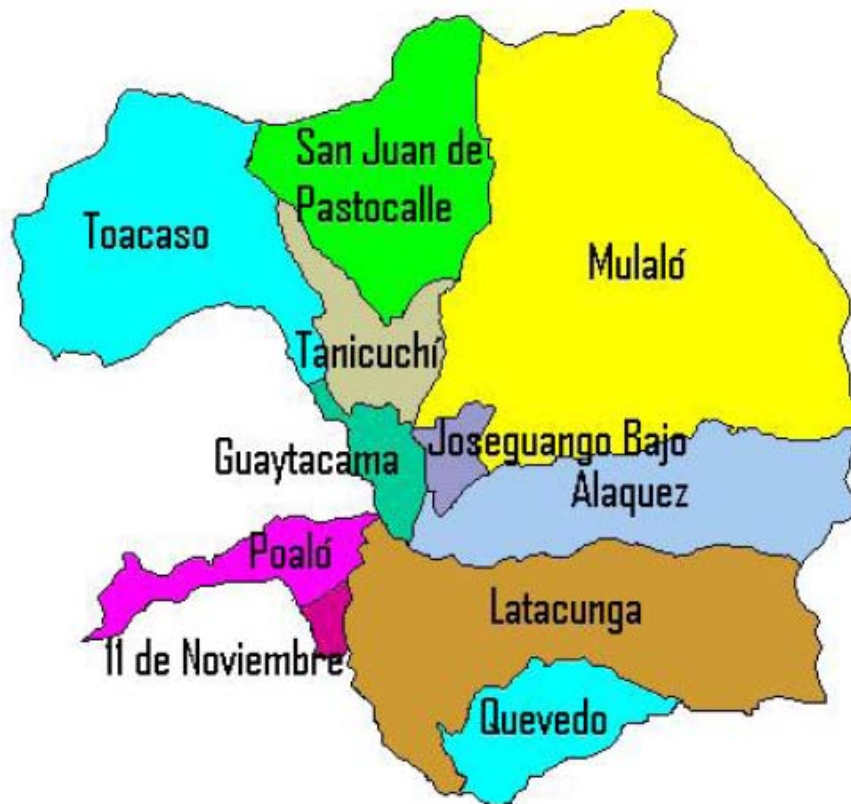 San Juan de
Pastocalle
Toacaso
Mulaló
Tanicuchí
Joseguango Bajo
Guaytacama
Alaquez
Poaló
Latacunga
11 de Noviembre
Quevedo